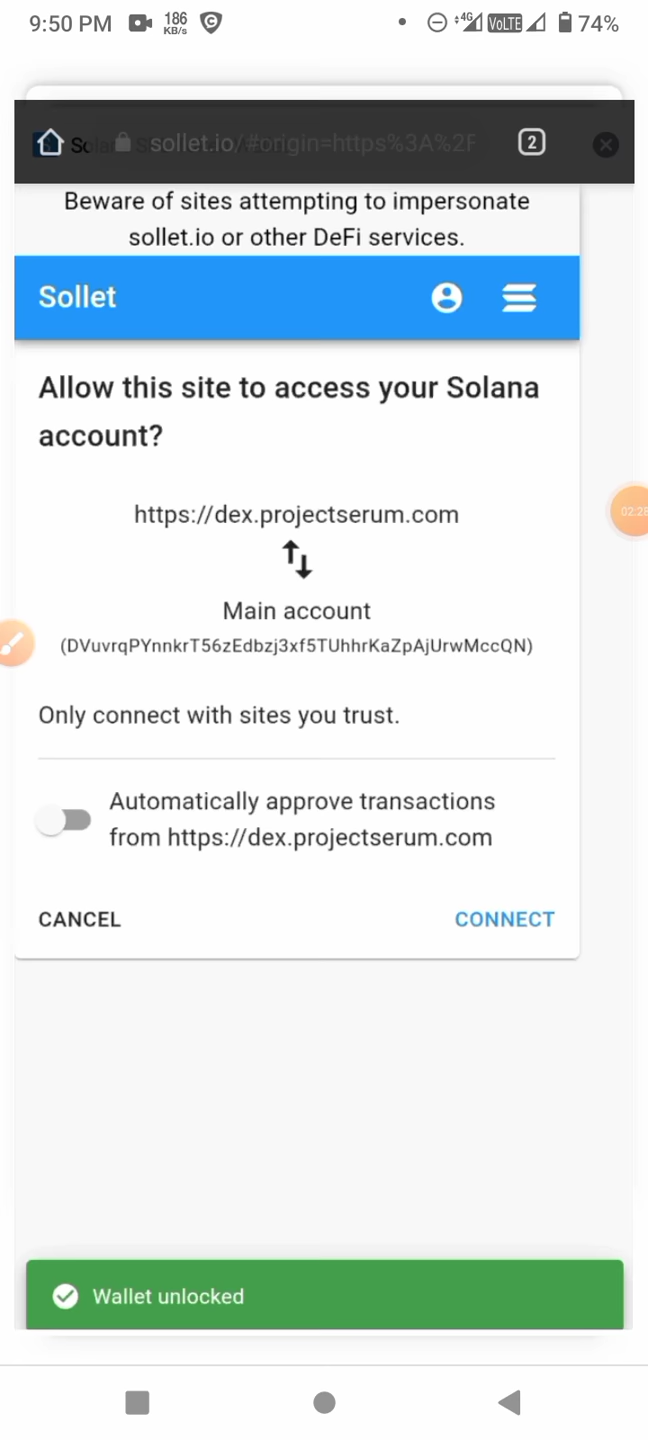 9:50 PM 186 KB/s 4G VoLTE 74%
sollet.io/#origin=https%3A%2F 2
Beware of sites attempting to impersonate
sollet.io or other DeFi services.
Sollet
Allow this site to access your Solana
account?
https://dex.projectserum.com
Main account
02:28
(DVuvrqPYnnkrT56zEdbzj3xf5TUhhrKaZpAjUrwMccQN)
Only connect with sites you trust.
Automatically approve transactions
from https://dex.projectserum.com
CANCEL CONNECT
Wallet unlocked